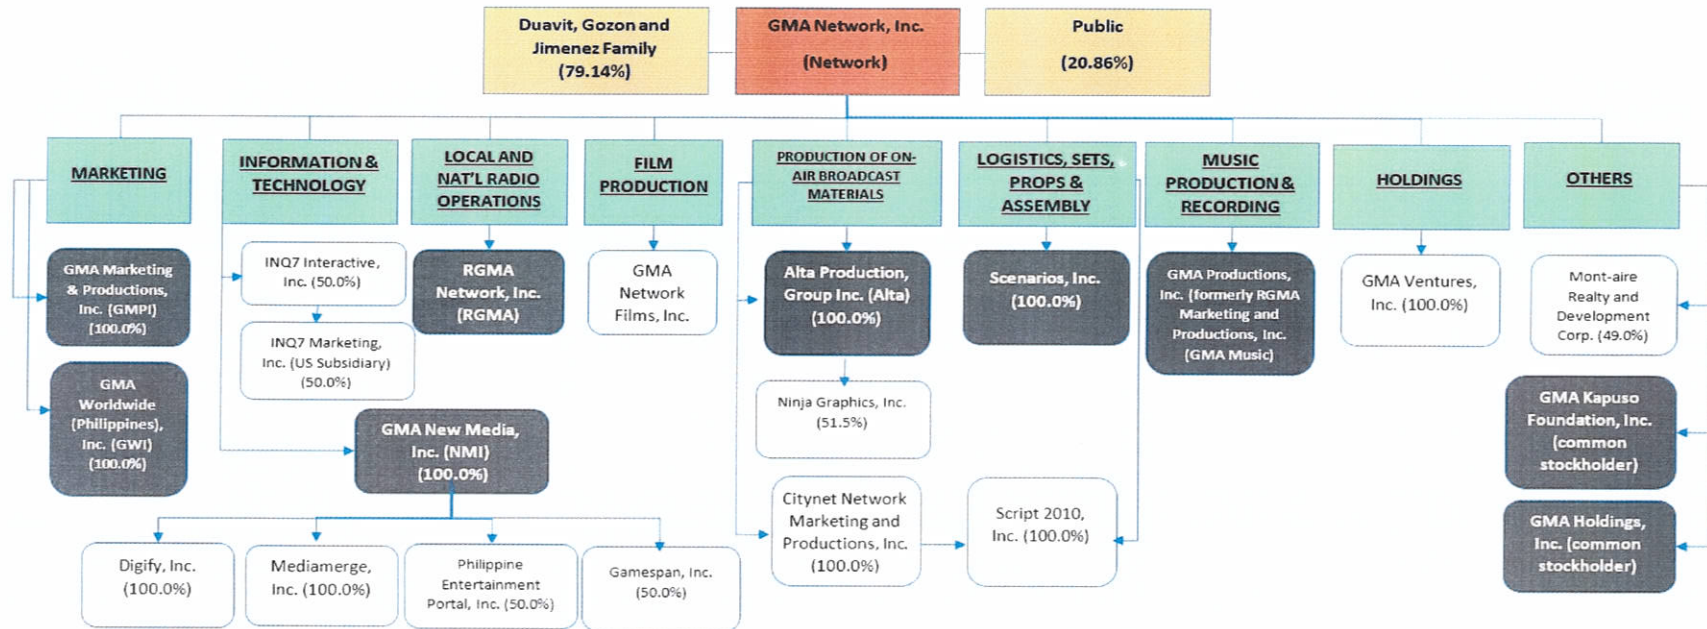 Duavit, Gozon and
Jimenez Family
(79.14%)
GMA Network, Inc.
(Network)
Public
(20.86%)
MARKETING
INFORMATION &
TECHNOLOGY
LOCAL AND
NAT'L RADIO
OPERATIONS
FILM
PRODUCTION
PRODUCTION OF ON-
AIR BROADCAST
MATERIALS
LOGISTICS, SETS,
PROPS &
ASSEMBLY
MUSIC
PRODUCTION &
RECORDING
HOLDINGS
OTHERS
GMA Marketing
& Productions,
Inc. (GMPI)
(100.0%)
INQ7 Interactive,
Inc. (50.0%)
RGMA
Network, Inc.
(RGMA)
GMA
Network
Films, Inc.
Alta Production,
Group Inc. (Alta)
(100.0%)
Scenarios, Inc.
(100.0%)
GMA Productions,
Inc. (formerly RGMA
Marketing and
Productions, Inc.
(GMA Music)
GMA Ventures,
Inc. (100.0%)
Mont-aire
Realty and
Development
Corp. (49.0%)
INQ7 Marketing,
Inc. (US Subsidiary)
(50.0%)
GMA
Worldwide
(Philippines),
Inc. (GWI)
(100.0%)
GMA New Media,
Inc. (NMI)
(100.0%)
Ninja Graphics, Inc.
(51.5%)
GMA Kapuso
Foundation, Inc.
(common
stockholder)
Citynet Network
Marketing and
Productions, Inc.
(100.0%)
Script 2010,
Inc. (100.0%)
GMA Holdings,
Inc. (common
stockholder)
Digify, Inc.
(100.0%)
Mediamerge,
Inc. (100.0%)
Philippine
Entertainment
Portal, Inc. (50.0%)
Gamespan, Inc.
(50.0%)